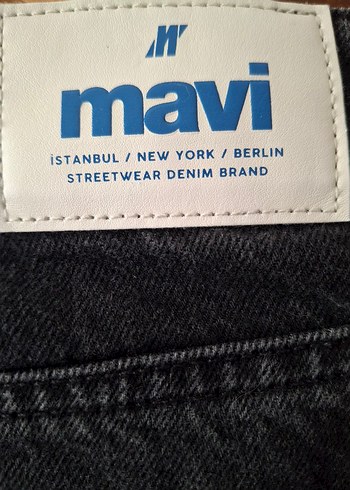 M
mavi
İSTANBUL / NEW YORK / BERLIN
STREETWEAR DENIM BRAND